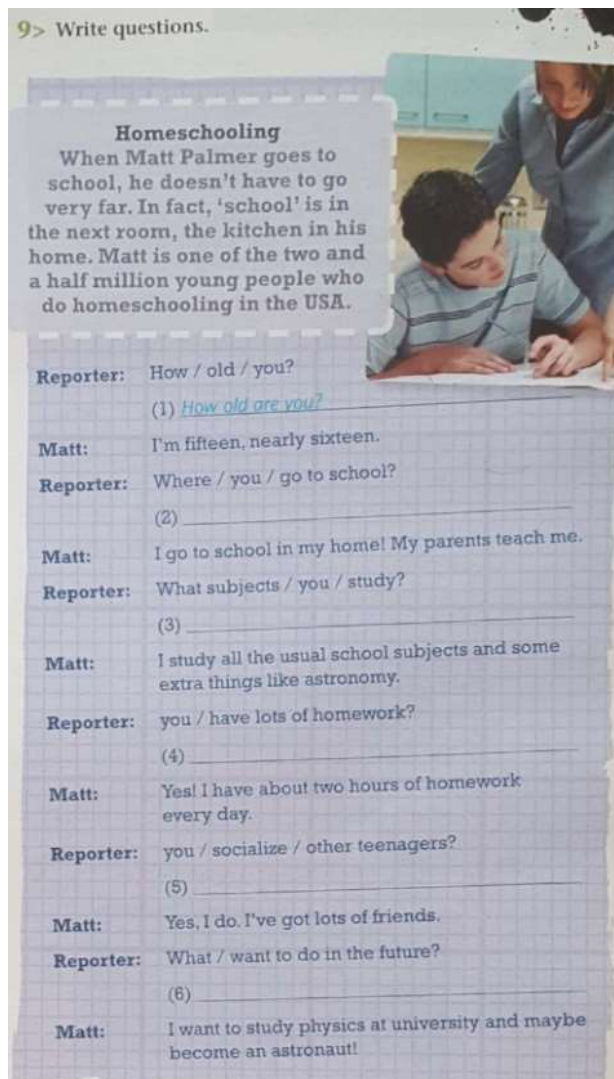 9> Write questions.
Homeschooling
When Matt Palmer goes to
school, he doesn't have to go
very far. In fact, 'school' is in
the next room, the kitchen in his
home. Matt is one of the two and
a half million young people who
do homeschooling in the USA.
Reporter: How / old / you?
(1) How old are you?
Matt: I'm fifteen, nearly sixteen.
Reporter: Where / you / go to school?
(2)
Matt: I go to school in my home! My parents teach me.
Reporter: What subjects / you / study?
(3)
Matt: I study all the usual school subjects and some
extra things like astronomy.
Reporter: you / have lots of homework?
(4)
Matt: Yes! I have about two hours of homework
every day.
Reporter: you / socialize / other teenagers?
(5)
Matt: Yes, I do. I've got lots of friends.
Reporter: What / want to do in the future?
(6)
Matt: I want to study physics at university and maybe
become an astronaut!